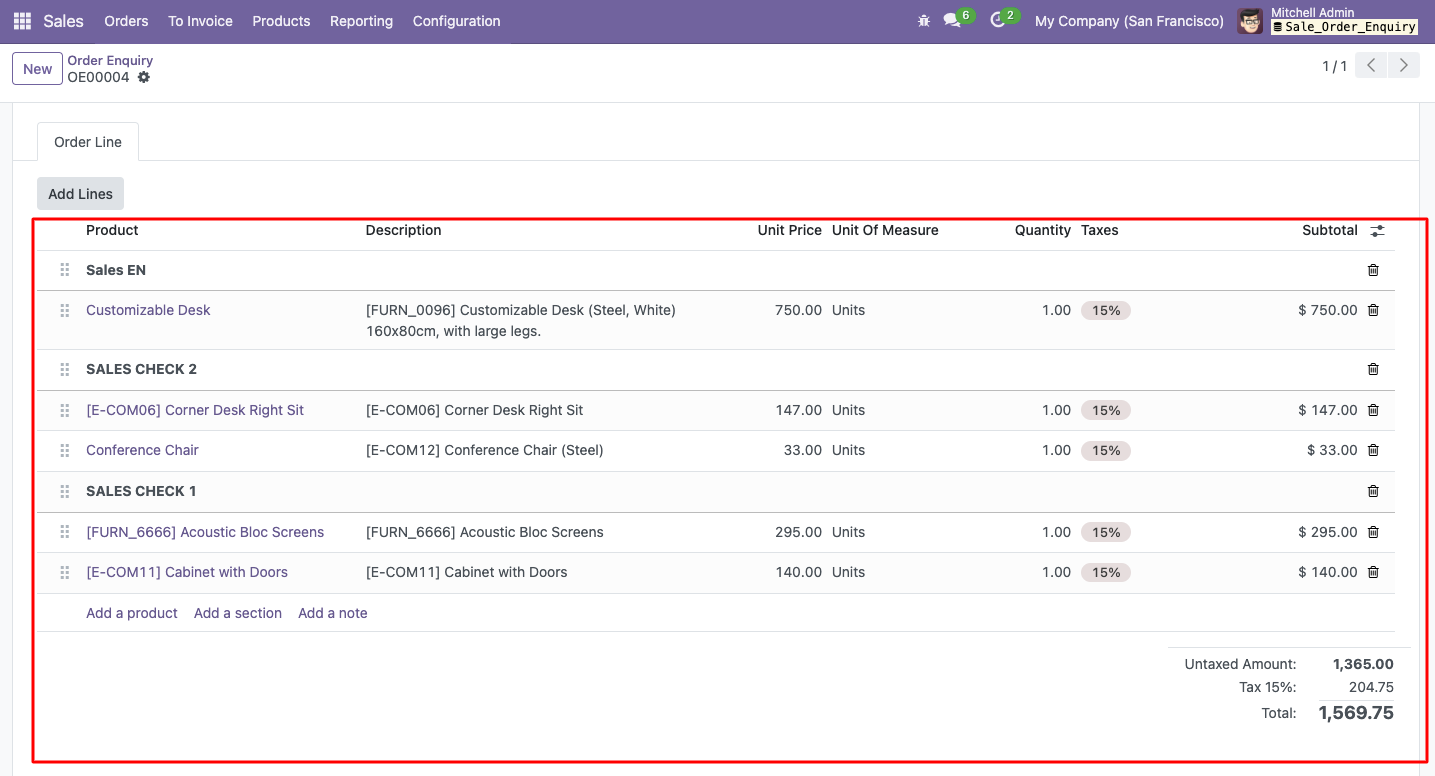 Sales Orders To Invoice Products Reporting Configuration 6 2 My Company (San Francisco) Mitchell Admin
Sale_Order_Enquiry
New Order Enquiry
OE00004
1 / 1
Order Line
Add Lines
Product Description Unit Price Unit Of Measure Quantity Taxes Subtotal
Sales EN
Customizable Desk [FURN_0096] Customizable Desk (Steel, White) 750.00 Units 1.00 15% $ 750.00
160x80cm, with large legs.
SALES CHECK 2
[E-COM06] Corner Desk Right Sit [E-COM06] Corner Desk Right Sit 147.00 Units 1.00 15% $ 147.00
Conference Chair [E-COM12] Conference Chair (Steel) 33.00 Units 1.00 15% $ 33.00
SALES CHECK 1
[FURN_6666] Acoustic Bloc Screens [FURN_6666] Acoustic Bloc Screens 295.00 Units 1.00 15% $ 295.00
[E-COM11] Cabinet with Doors [E-COM11] Cabinet with Doors 140.00 Units 1.00 15% $ 140.00
Add a product Add a section Add a note
Untaxed Amount: 1,365.00
Tax 15%: 204.75
Total: 1,569.75